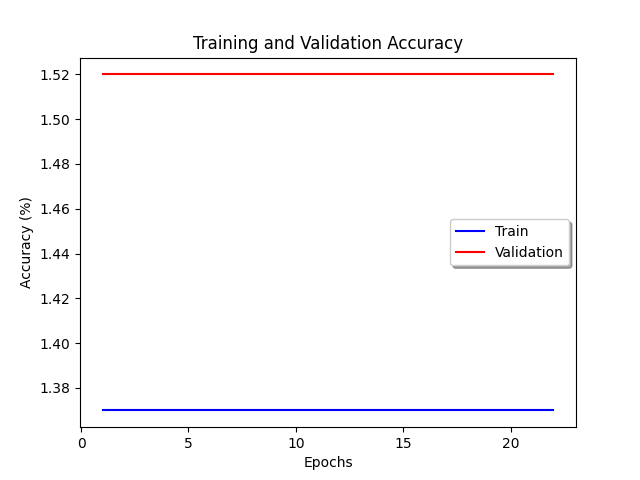 Training and Validation Accuracy
1.52
1.50
1.48
1.46
1.44
1.42
1.40
1.38
Accuracy (%)
Train
Validation
0 5 10 15 20
Epochs